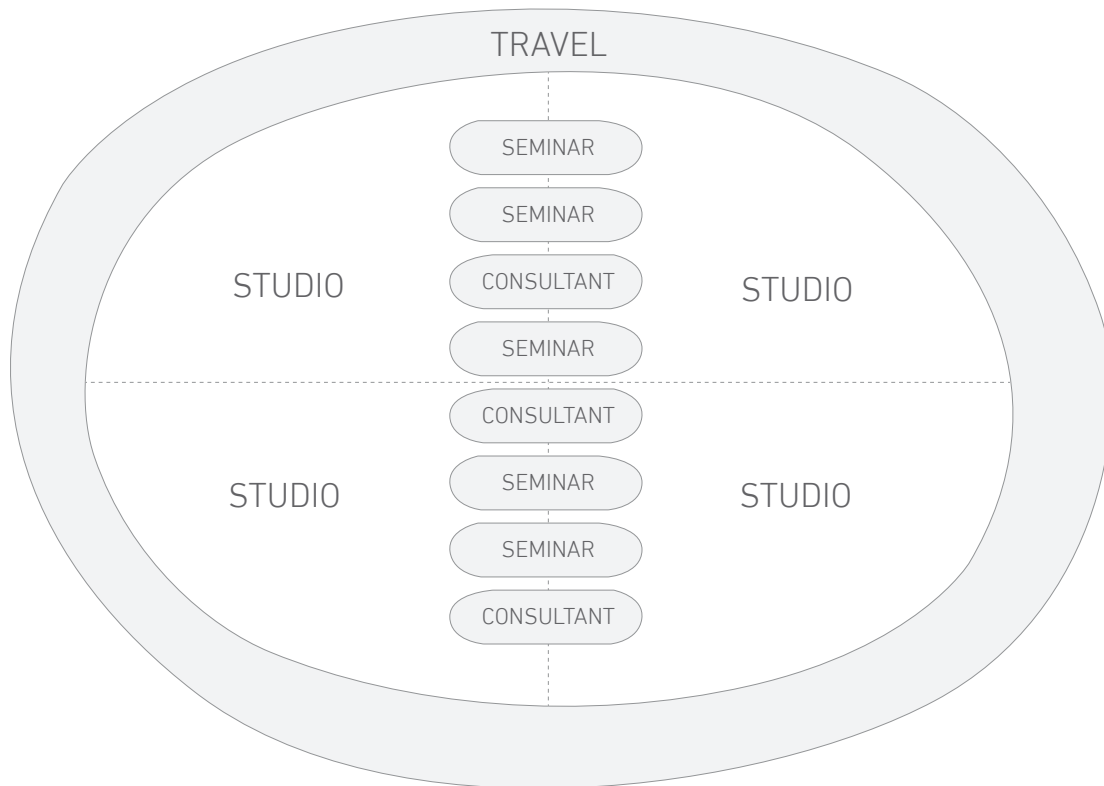 TRAVEL
SEMINAR
SEMINAR
STUDIO
CONSULTANT
STUDIO
SEMINAR
CONSULTANT
STUDIO
SEMINAR
STUDIO
SEMINAR
CONSULTANT